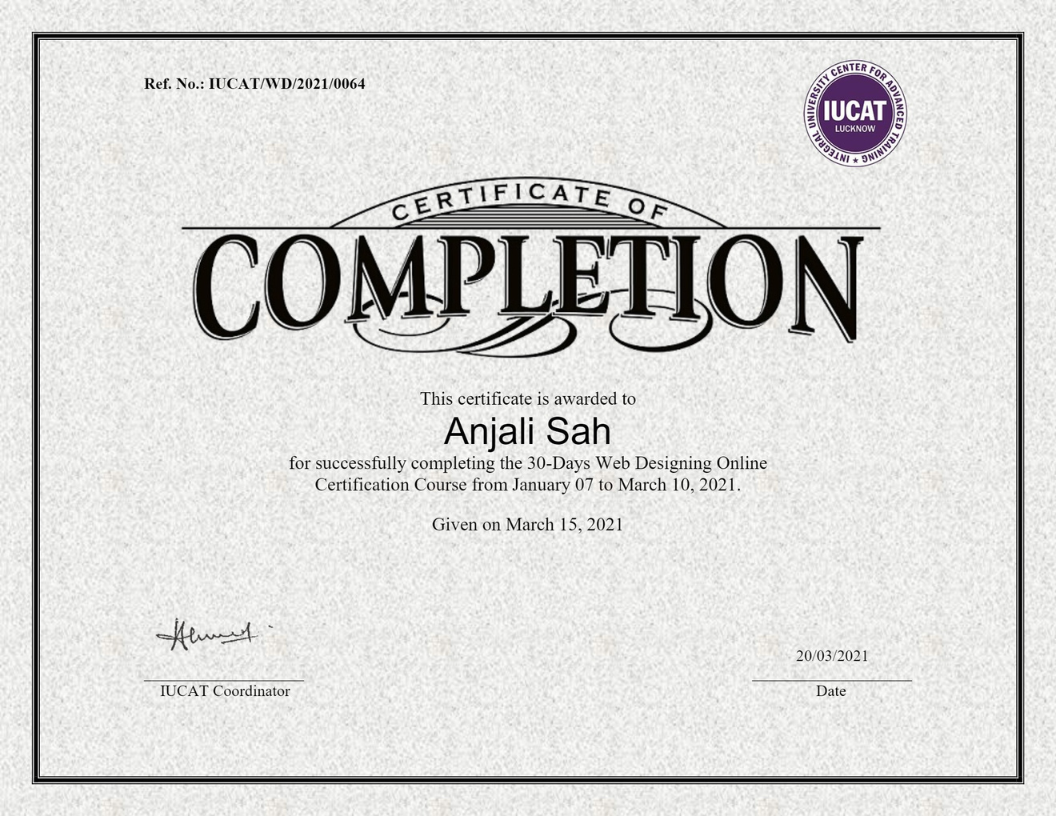 Ref. No.: IUCAT/WD/2021/0064
INTEGRAL UNIVERSITY CENTER FOR ADVANCED TRAINING ★
IUCAT
LUCKNOW
CERTIFICATE OF
COMPLETION
This certificate is awarded to
Anjali Sah
for successfully completing the 30-Days Web Designing Online
Certification Course from January 07 to March 10, 2021.
Given on March 15, 2021
20/03/2021
IUCAT Coordinator
Date